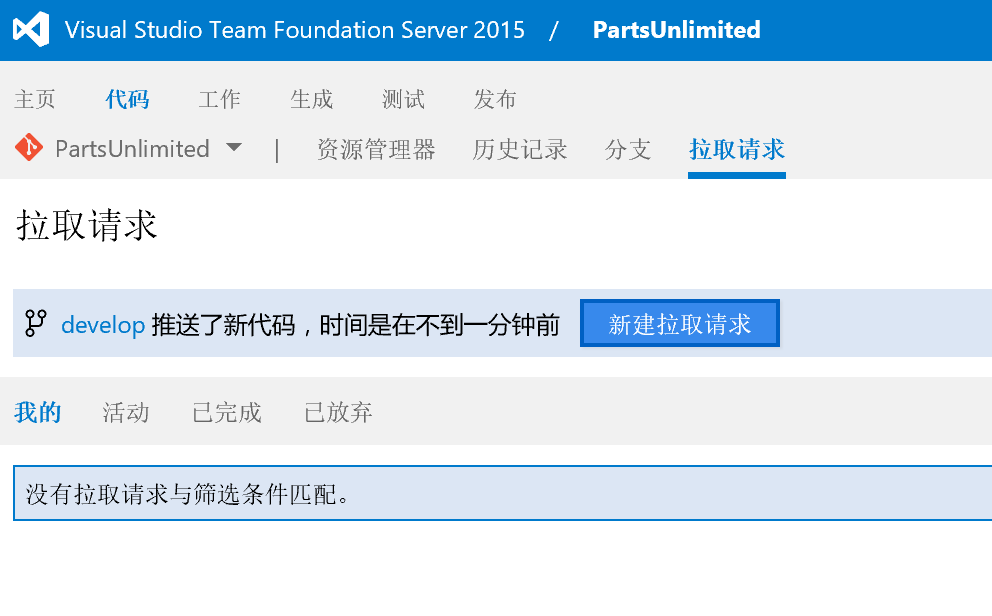 Visual Studio Team Foundation Server 2015 / PartsUnlimited
主页 代码 工作 生成 测试 发布
PartsUnlimited | 资源管理器 历史记录 分支 拉取请求
拉取请求
develop 推送了新代码，时间是在不到一分钟前 新建拉取请求
我的 活动 已完成 已放弃
没有拉取请求与筛选条件匹配。